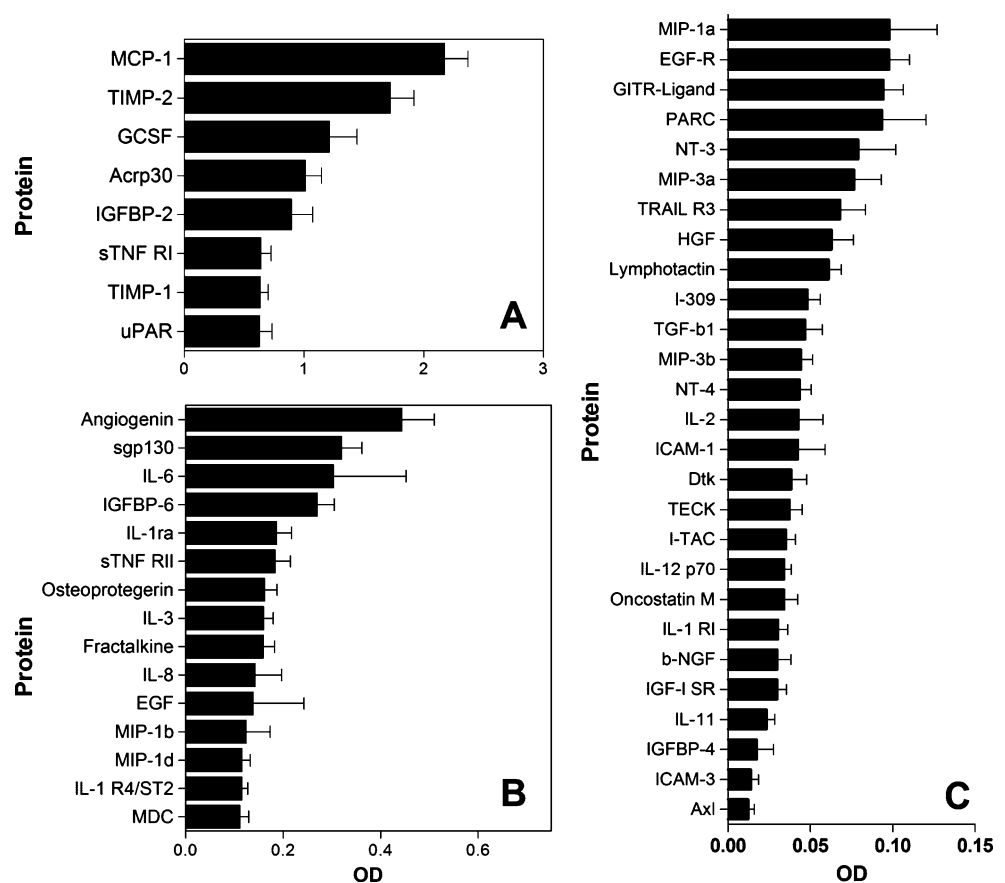 Protein
MCP-1
TIMP-2
GCSF
Acrp30
IGFBP-2
sTNF RI
TIMP-1
uPAR
A
0 1 2 3
Protein
Angiogenin
sgp130
IL-6
IGFBP-6
IL-1ra
sTNF RII
Osteoprotegerin
IL-3
Fractalkine
IL-8
EGF
MIP-1b
MIP-1d
IL-1 R4/ST2
MDC
B
0.0 0.2 0.4 0.6
OD
Protein
MIP-1a
EGF-R
GITR-Ligand
PARC
NT-3
MIP-3a
TRAIL R3
HGF
Lymphotactin
I-309
TGF-b1
MIP-3b
NT-4
IL-2
ICAM-1
Dtk
TECK
I-TAC
IL-12 p70
Oncostatin M
IL-1 RI
b-NGF
IGF-I SR
IL-11
IGFBP-4
ICAM-3
Axl
C
0.00 0.05 0.10 0.15
OD